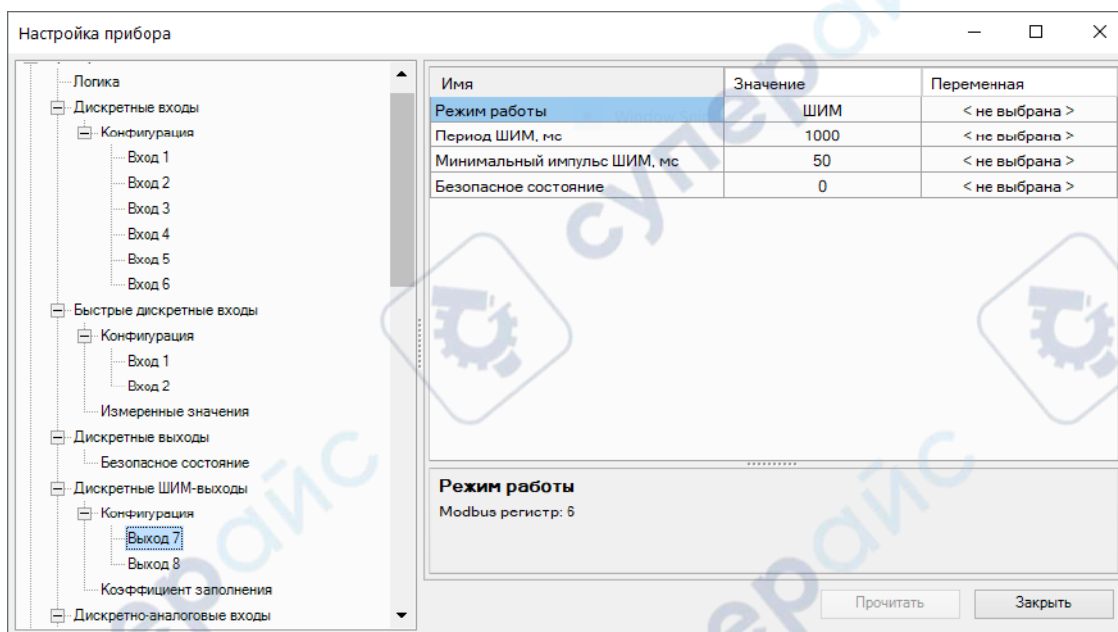 Настройка прибора
Логика
Дискретные входы
Конфигурация
Вход 1
Вход 2
Вход 3
Вход 4
Вход 5
Вход 6
Быстрые дискретные входы
Конфигурация
Вход 1
Вход 2
Измеренные значения
Дискретные выходы
Безопасное состояние
Дискретные ШИМ-выходы
Конфигурация
Выход 7
Выход 8
Коэффициент заполнения
Дискретно-аналоговые входы
Имя Значение Переменная
Режим работы ШИМ < не выбрана >
Период ШИМ, мс 1000 < не выбрана >
Минимальный импульс ШИМ, мс 50 < не выбрана >
Безопасное состояние 0 < не выбрана >
Режим работы
Modbus регистр: 6
Прочитать Закрыть
суперайс